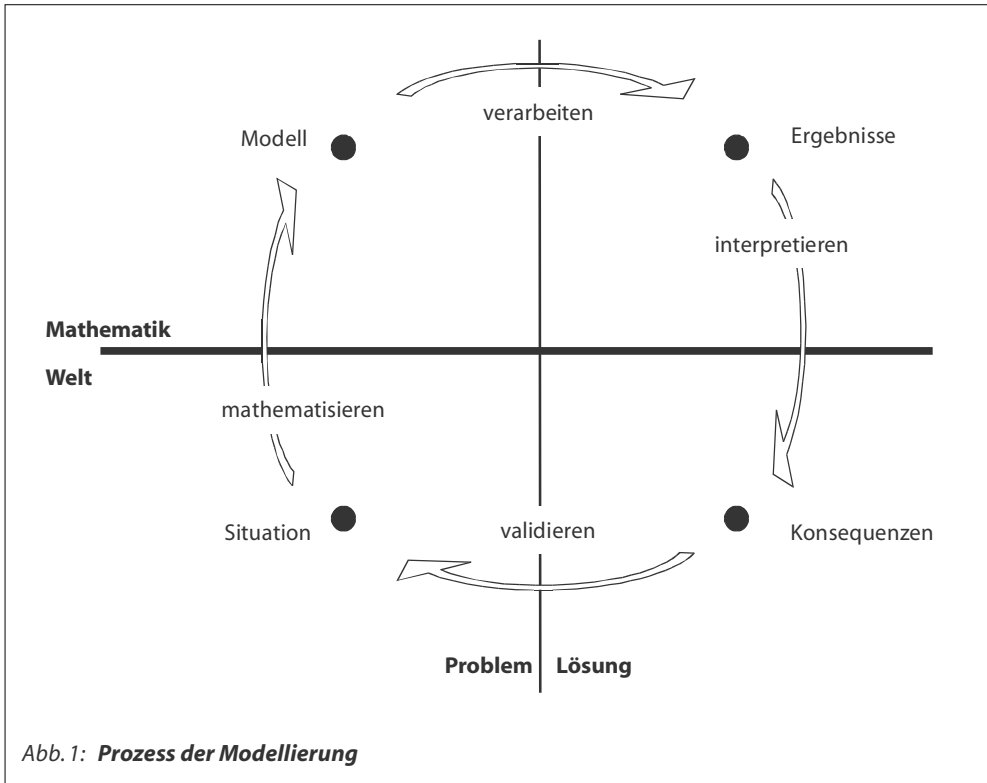 verarbeiten
Modell
Ergebnisse
interpretieren
Mathematik
Welt
mathematisieren
Situation
validieren
Konsequenzen
Problem Lösung
Abb. 1: Prozess der Modellierung